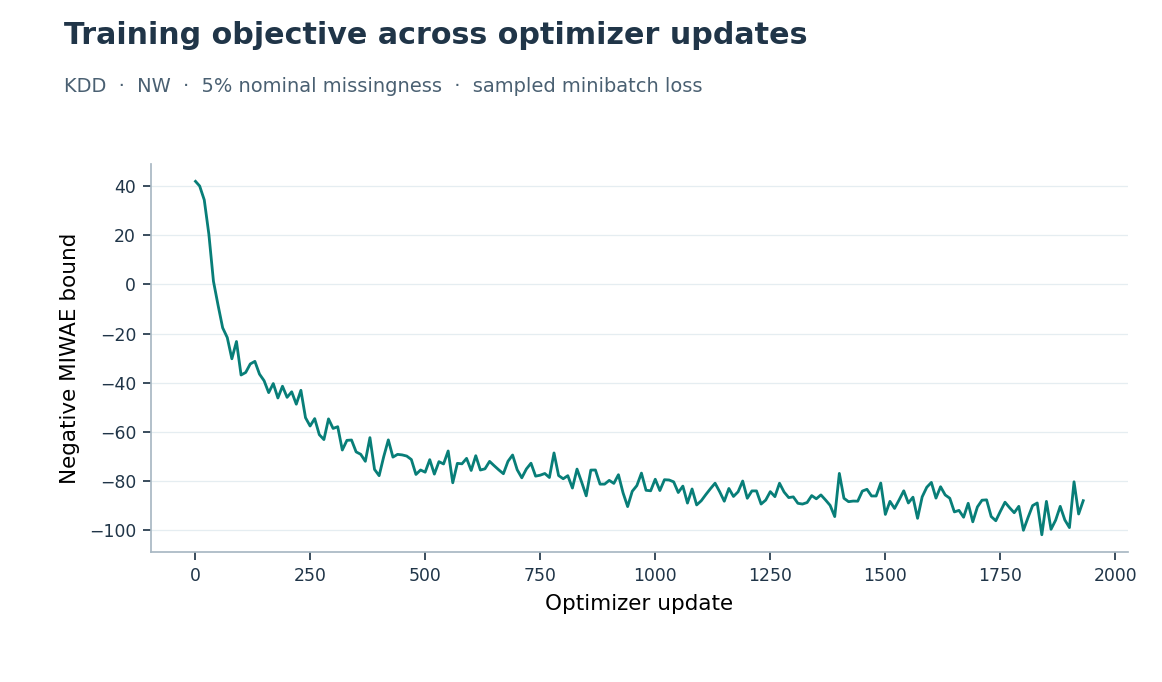 Training objective across optimizer updates
KDD · NW · 5% nominal missingness · sampled minibatch loss
Negative MIWAE bound
40
20
0
−20
−40
−60
−80
−100
0 250 500 750 1000 1250 1500 1750 2000
Optimizer update